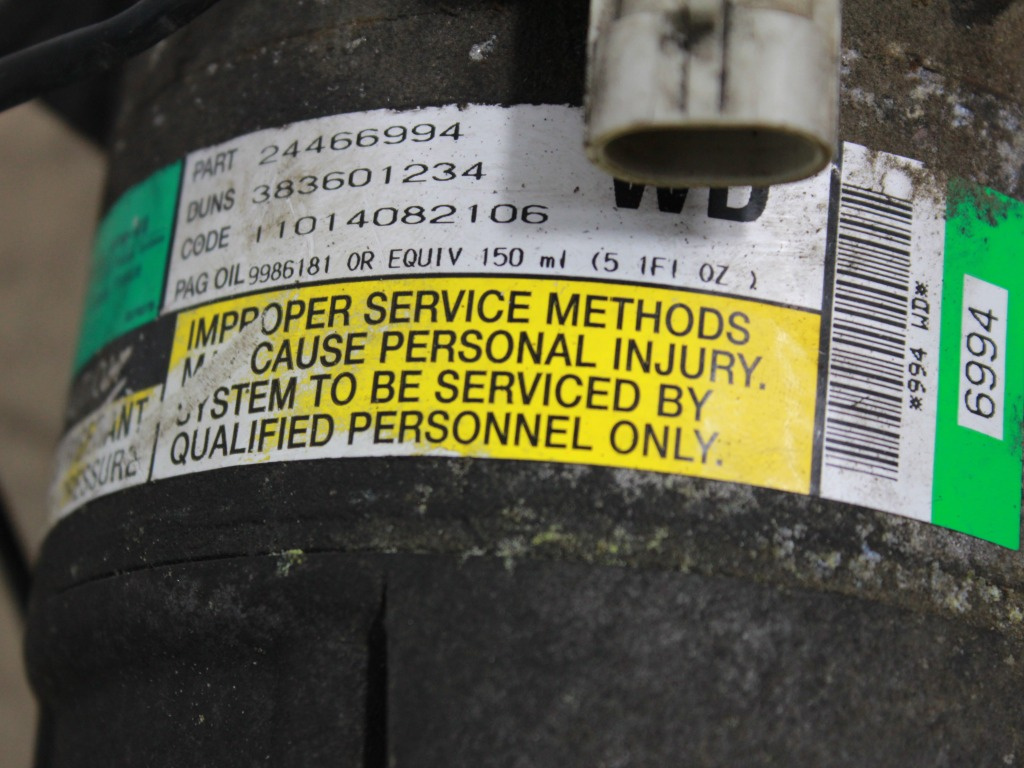 PART 24466994
DUNS 383601234
CODE 11014082106
WD
PAG OIL 9986181 OR EQUIV 150 ml (5 1Fl OZ )
IMPROPER SERVICE METHODS
CAUSE PERSONAL INJURY.
SYSTEM TO BE SERVICED BY
QUALIFIED PERSONNEL ONLY.
*994 WD*
6994